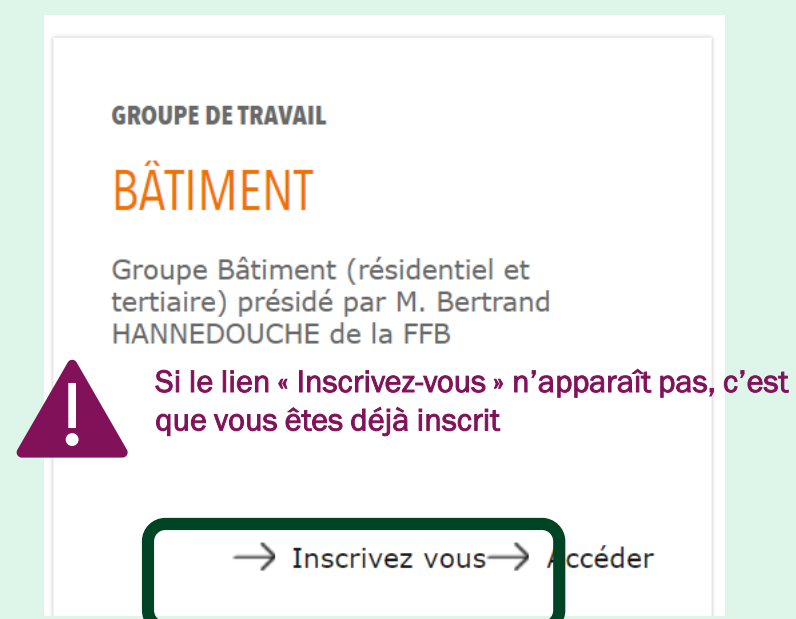 GROUPE DE TRAVAIL
BÂTIMENT
Groupe Bâtiment (résidentiel et
tertiaire) présidé par M. Bertrand
HANNEDOUCHE de la FFB
Si le lien « Inscrivez-vous » n’apparaît pas, c’est
que vous êtes déjà inscrit
→ Inscrivez vous→ Accéder